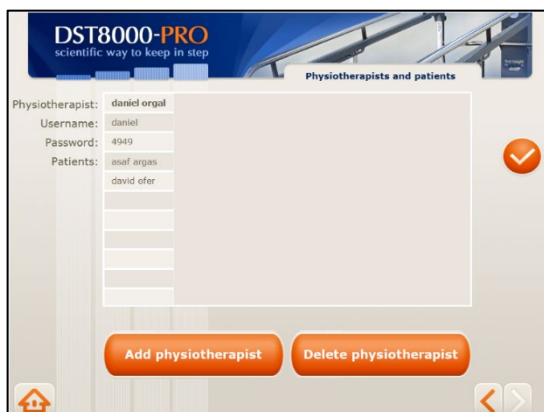 DST8000-PRO
scientific way to keep in step
Physiotherapists and patients
Physiotherapist: daniel orgal
Username: daniel
Password: 4949
Patients: asaf argas
david ofer
Add physiotherapist
Delete physiotherapist